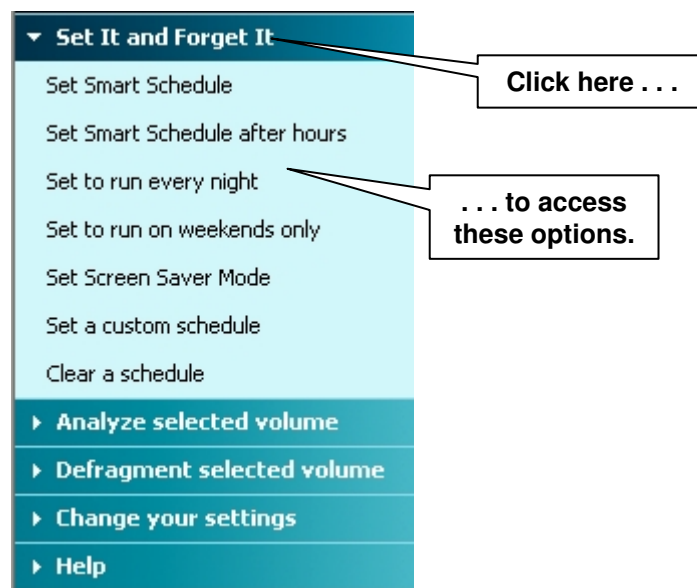 Set It and Forget It
Click here . . .
Set Smart Schedule
Set Smart Schedule after hours
Set to run every night
. . . to access
these options.
Set to run on weekends only
Set Screen Saver Mode
Set a custom schedule
Clear a schedule
Analyze selected volume
Defragment selected volume
Change your settings
Help